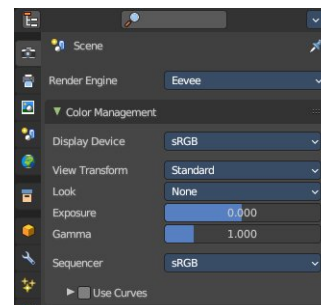 Scene
Render Engine Eevee
Color Management
Display Device sRGB
View Transform Standard
Look None
Exposure 0.000
Gamma 1.000
Sequencer sRGB
Use Curves